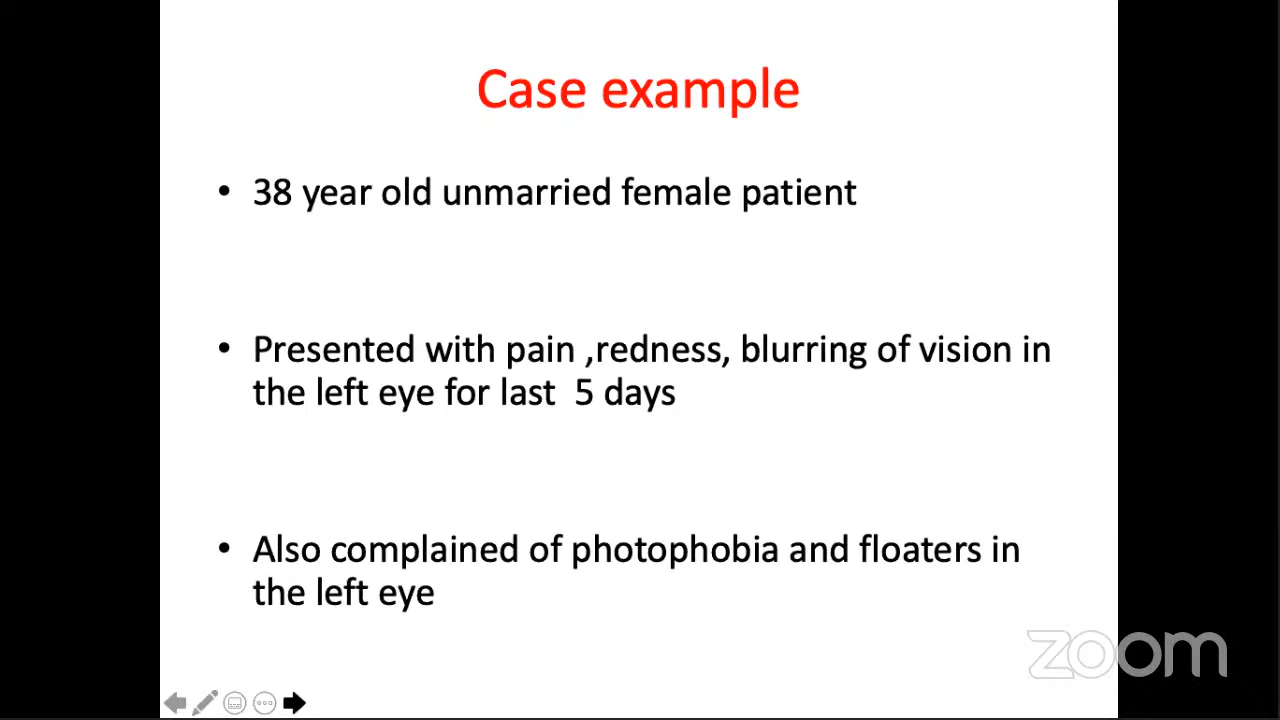 Case example
• 38 year old unmarried female patient
• Presented with pain ,redness, blurring of vision in
the left eye for last  5 days
• Also complained of photophobia and floaters in
the left eye
zoom